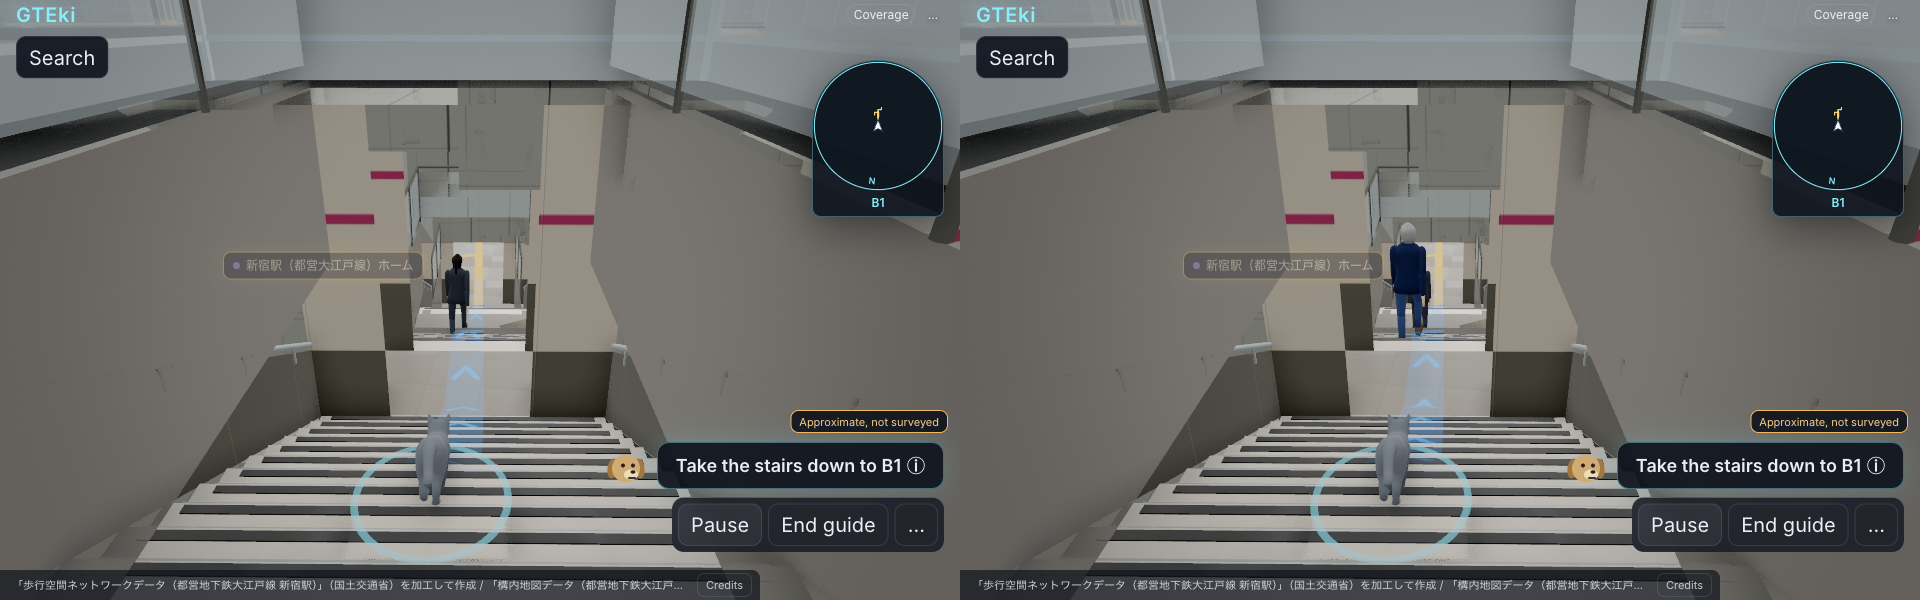 GTEki
Coverage
...
Search
N
B1
新宿駅（都営大江戸線）ホーム
Approximate, not surveyed
Take the stairs down to B1 ⓘ
Pause
End guide
...
「歩行空間ネットワークデータ（都営地下鉄大江戸線 新宿駅）」（国土交通省）を加工して作成 / 「構内地図データ（都営地下鉄大江戸...
Credits
GTEki
Coverage
...
Search
N
B1
新宿駅（都営大江戸線）ホーム
Approximate, not surveyed
Take the stairs down to B1 ⓘ
Pause
End guide
...
「歩行空間ネットワークデータ（都営地下鉄大江戸線 新宿駅）」（国土交通省）を加工して作成 / 「構内地図データ（都営地下鉄大江戸...
Credits